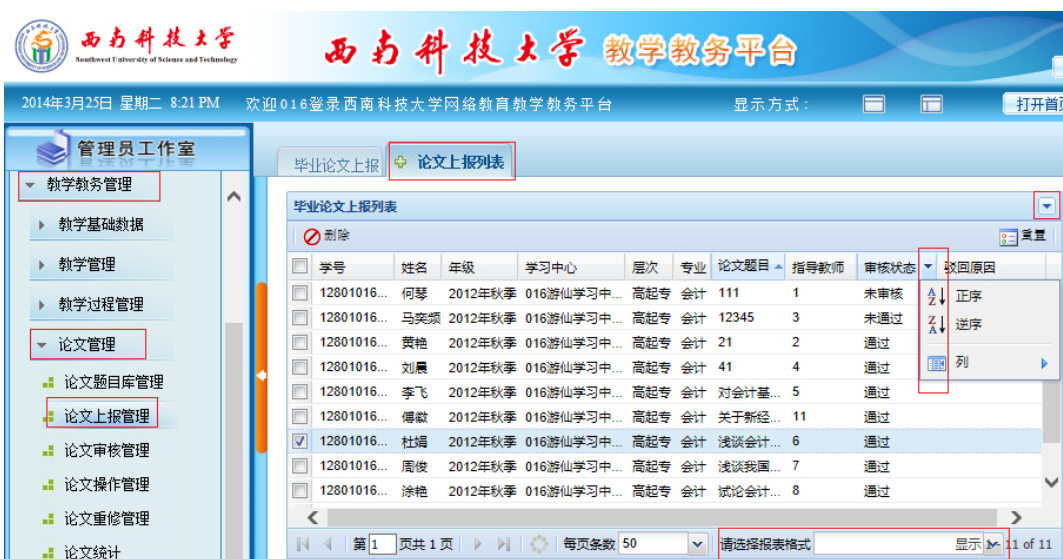 西南科技大学
Southwest University of Science and Technology
西南科技大学 教学教务平台
2014年3月25日 星期二 8:21 PM 欢迎016登录西南科技大学网络教育教学教务平台 显示方式: 打开首页
管理员工作室
毕业论文上报 论文上报列表
教学教务管理
教学基础数据
教学管理
教学过程管理
论文管理
论文题目库管理
论文上报管理
论文审核管理
论文操作管理
论文重修管理
论文统计
毕业论文上报列表
删除 重置
学号 姓名 年级 学习中心 层次 专业 论文题目 指导教师 审核状态 驳回原因
12801016... 何琴 2012年秋季 016游仙学习中... 高起专 会计 111 1 未审核
12801016... 马奕频 2012年秋季 016游仙学习中... 高起专 会计 12345 3 未通过
12801016... 黄艳 2012年秋季 016游仙学习中... 高起专 会计 21 2 通过
12801016... 刘晨 2012年秋季 016游仙学习中... 高起专 会计 41 4 通过
12801016... 李飞 2012年秋季 016游仙学习中... 高起专 会计 对会计基... 5 通过
12801016... 傅徽 2012年秋季 016游仙学习中... 高起专 会计 关于新经... 11 通过
12801016... 杜娟 2012年秋季 016游仙学习中... 高起专 会计 浅谈会计... 6 通过
12801016... 周俊 2012年秋季 016游仙学习中... 高起专 会计 浅谈我国... 7 通过
12801016... 涂艳 2012年秋季 016游仙学习中... 高起专 会计 试论会计... 8 通过
正序
逆序
列
第 1 页共 1 页 每页条数 50 请选择报表格式 显示 11 of 11